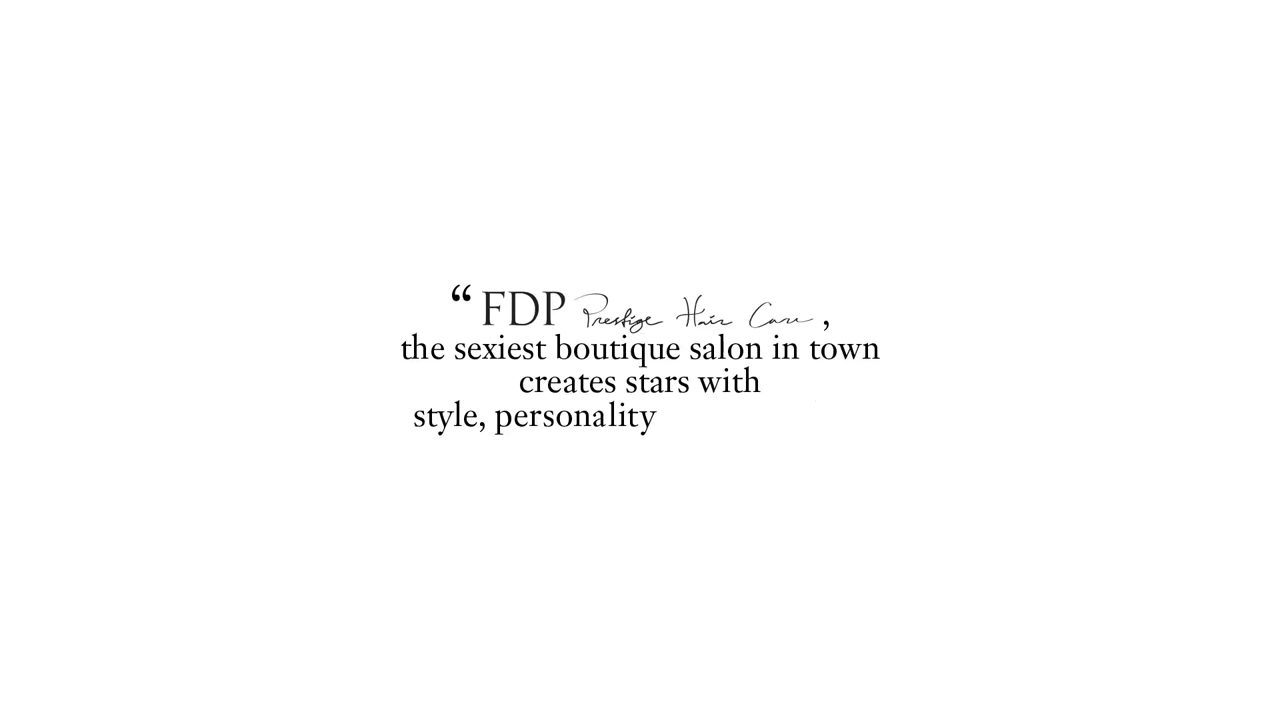 “ FDP Prestige Hair Care ,
the sexiest boutique salon in town
creates stars with
style, personality